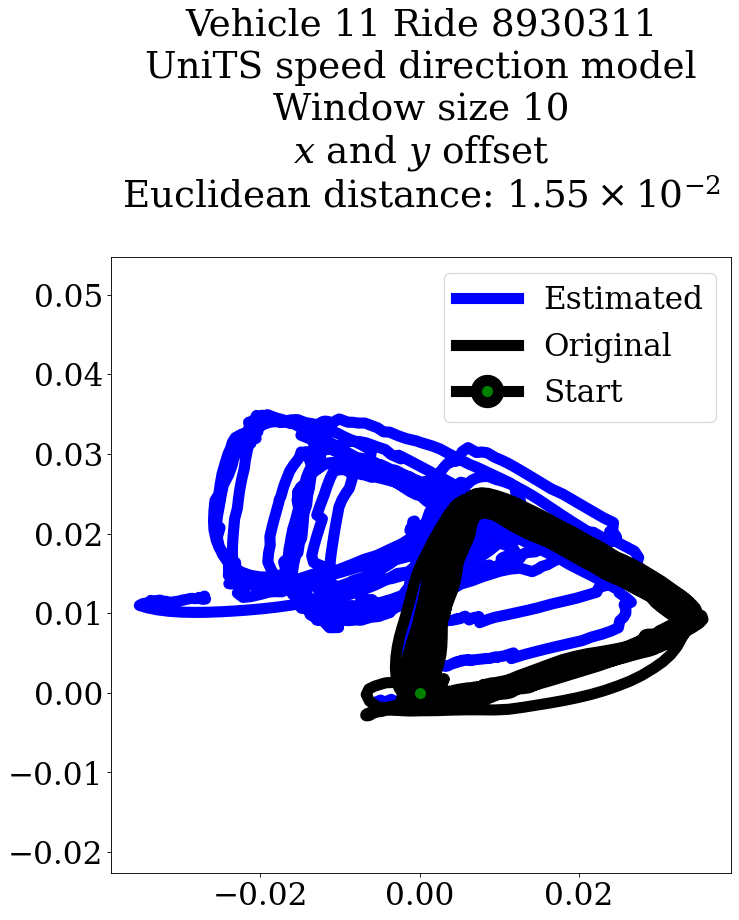 Vehicle 11 Ride 8930311
UniTS speed direction model
Window size 10
x and y offset
Euclidean distance: 1.55 × 10⁻²
Estimated
Original
Start
0.05
0.04
0.03
0.02
0.01
0.00
−0.01
−0.02
−0.02 0.00 0.02